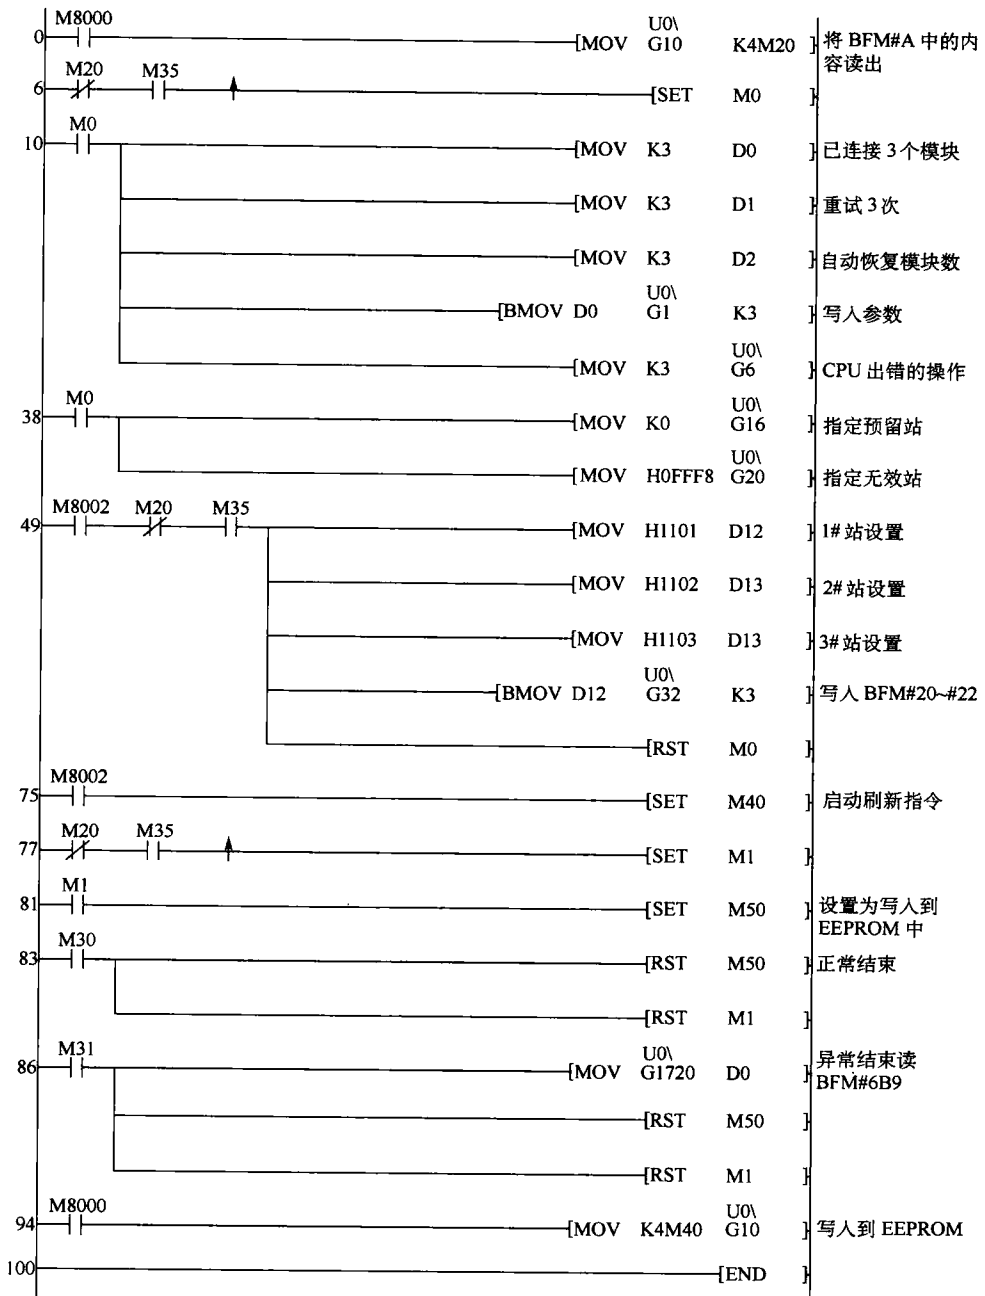 M8000
U0\
0 [MOV G10 K4M20 ] 将 BFM#A 中的内
容读出
M20 M35
6 [SET M0 ]
M0
10 [MOV K3 D0 ] 已连接 3 个模块
[MOV K3 D1 ] 重试 3 次
[MOV K3 D2 ] 自动恢复模块数
U0\
[BMOV D0 G1 K3 ] 写入参数
U0\
[MOV K3 G6 ] CPU 出错的操作
M0
U0\
38 [MOV K0 G16 ] 指定预留站
U0\
[MOV H0FFF8 G20 ] 指定无效站
M8002 M20 M35
49 [MOV H1101 D12 ] 1# 站设置
[MOV H1102 D13 ] 2# 站设置
[MOV H1103 D13 ] 3# 站设置
U0\
[BMOV D12 G32 K3 ] 写入 BFM#20~#22
[RST M0 ]
M8002
75 [SET M40 ] 启动刷新指令
M20 M35
77 [SET M1 ]
M1
81 [SET M50 ] 设置为写入到
EEPROM 中
M30
83 [RST M50 ] 正常结束
[RST M1 ]
M31
U0\
86 [MOV G1720 D0 ] 异常结束读
BFM#6B9
[RST M50 ]
[RST M1 ]
M8000
U0\
94 [MOV K4M40 G10 ] 写入到 EEPROM
100 [END ]